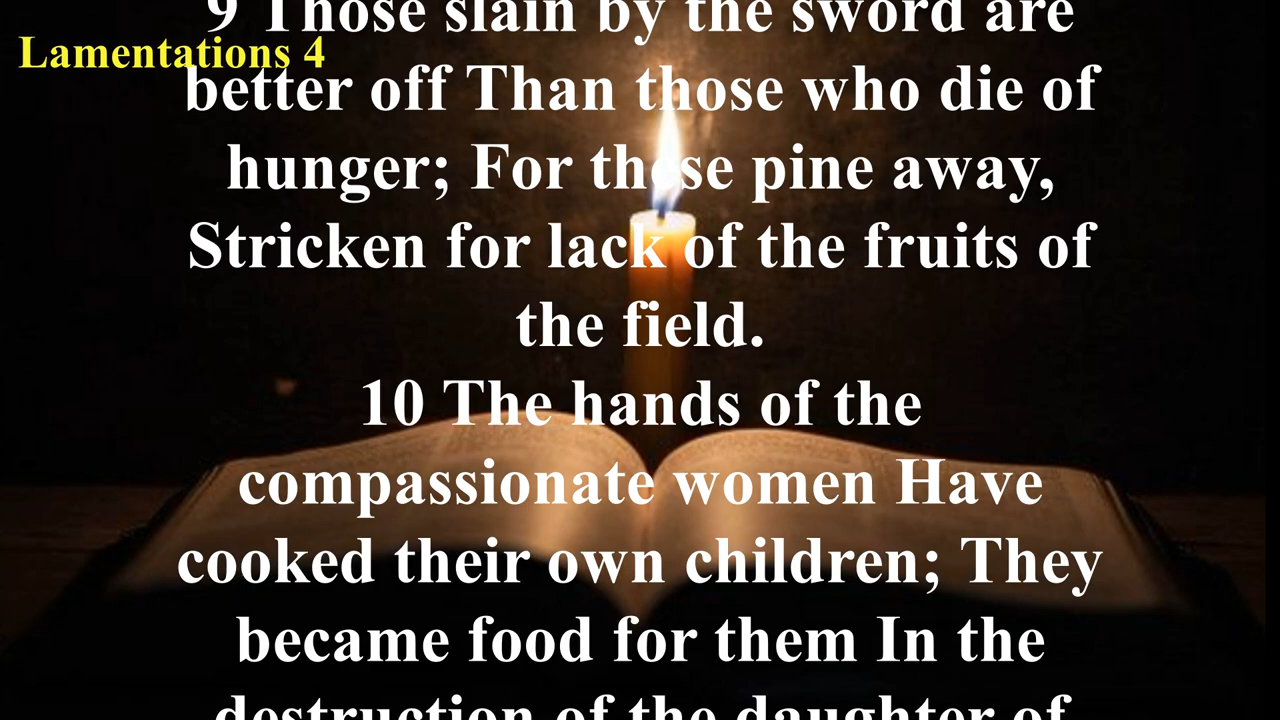 9 Those slain by the sword are
Lamentations 4
better off Than those who die of
hunger; For these pine away,
Stricken for lack of the fruits of
the field.
10 The hands of the
compassionate women Have
cooked their own children; They
became food for them In the
destruction of the daughter of